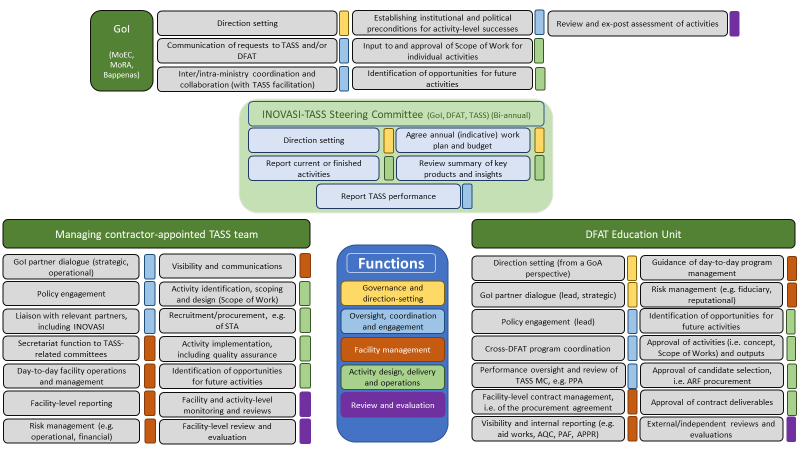 GoI
(MoEC,
MoRA,
Bappenas)
Direction setting
Communication of requests to TASS and/or
DFAT
Inter/intra-ministry coordination and
collaboration (with TASS facilitation)
Establishing institutional and political
preconditions for activity-level successes
Input to and approval of Scope of Work for
individual activities
Identification of opportunities for future
activities
Review and ex-post assessment of activities
INOVASI-TASS Steering Committee (GoI, DFAT, TASS) (Bi-annual)
Direction setting
Agree annual (indicative) work
plan and budget
Report current or finished
activities
Review summary of key
products and insights
Report TASS performance
Managing contractor-appointed TASS team
GoI partner dialogue (strategic,
operational)
Policy engagement
Liaison with relevant partners,
including INOVASI
Secretariat function to TASS-
related committees
Day-to-day facility operations
and management
Facility-level reporting
Risk management (e.g.
operational, financial)
Visibility and communications
Activity identification, scoping
and design (Scope of Work)
Recruitment/procurement, e.g.
of STA
Activity implementation,
including quality assurance
Identification of opportunities
for future activities
Facility and activity-level
monitoring and reviews
Facility-level review and
evaluation
Functions
Governance and
direction-setting
Oversight, coordination
and engagement
Facility management
Activity design, delivery
and operations
Review and evaluation
DFAT Education Unit
Direction setting (from a GoA
perspective)
GoI partner dialogue (lead, strategic)
Policy engagement (lead)
Cross-DFAT program coordination
Performance oversight and review of
TASS MC, e.g. PPA
Facility-level contract management,
i.e. of the procurement agreement
Visibility and internal reporting (e.g.
aid works, AQC, PAF, APPR)
Guidance of day-to-day program
management
Risk management (e.g. fiduciary,
reputational)
Identification of opportunities for
future activities
Approval of activities (i.e. concept,
Scope of Works) and outputs
Approval of candidate selection,
i.e. ARF procurement
Approval of contract deliverables
External/independent reviews and
evaluations